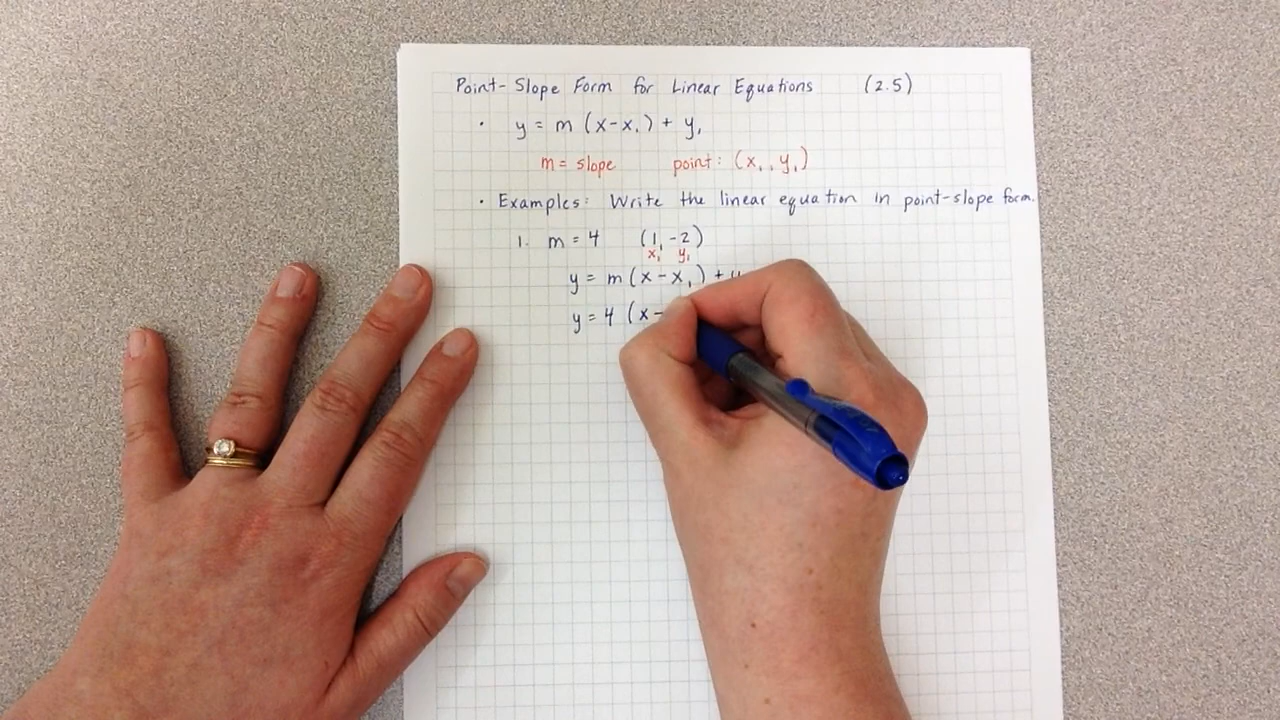 Point-Slope Form for Linear Equations (2.5)
• y = m (x-x₁) + y₁
m = slope point: (x₁, y₁)
• Examples: Write the linear equation in point-slope form.
1. m = 4 (1, -2)
x₁ y₁
y = m (x - x₁) +
y = 4 (x -